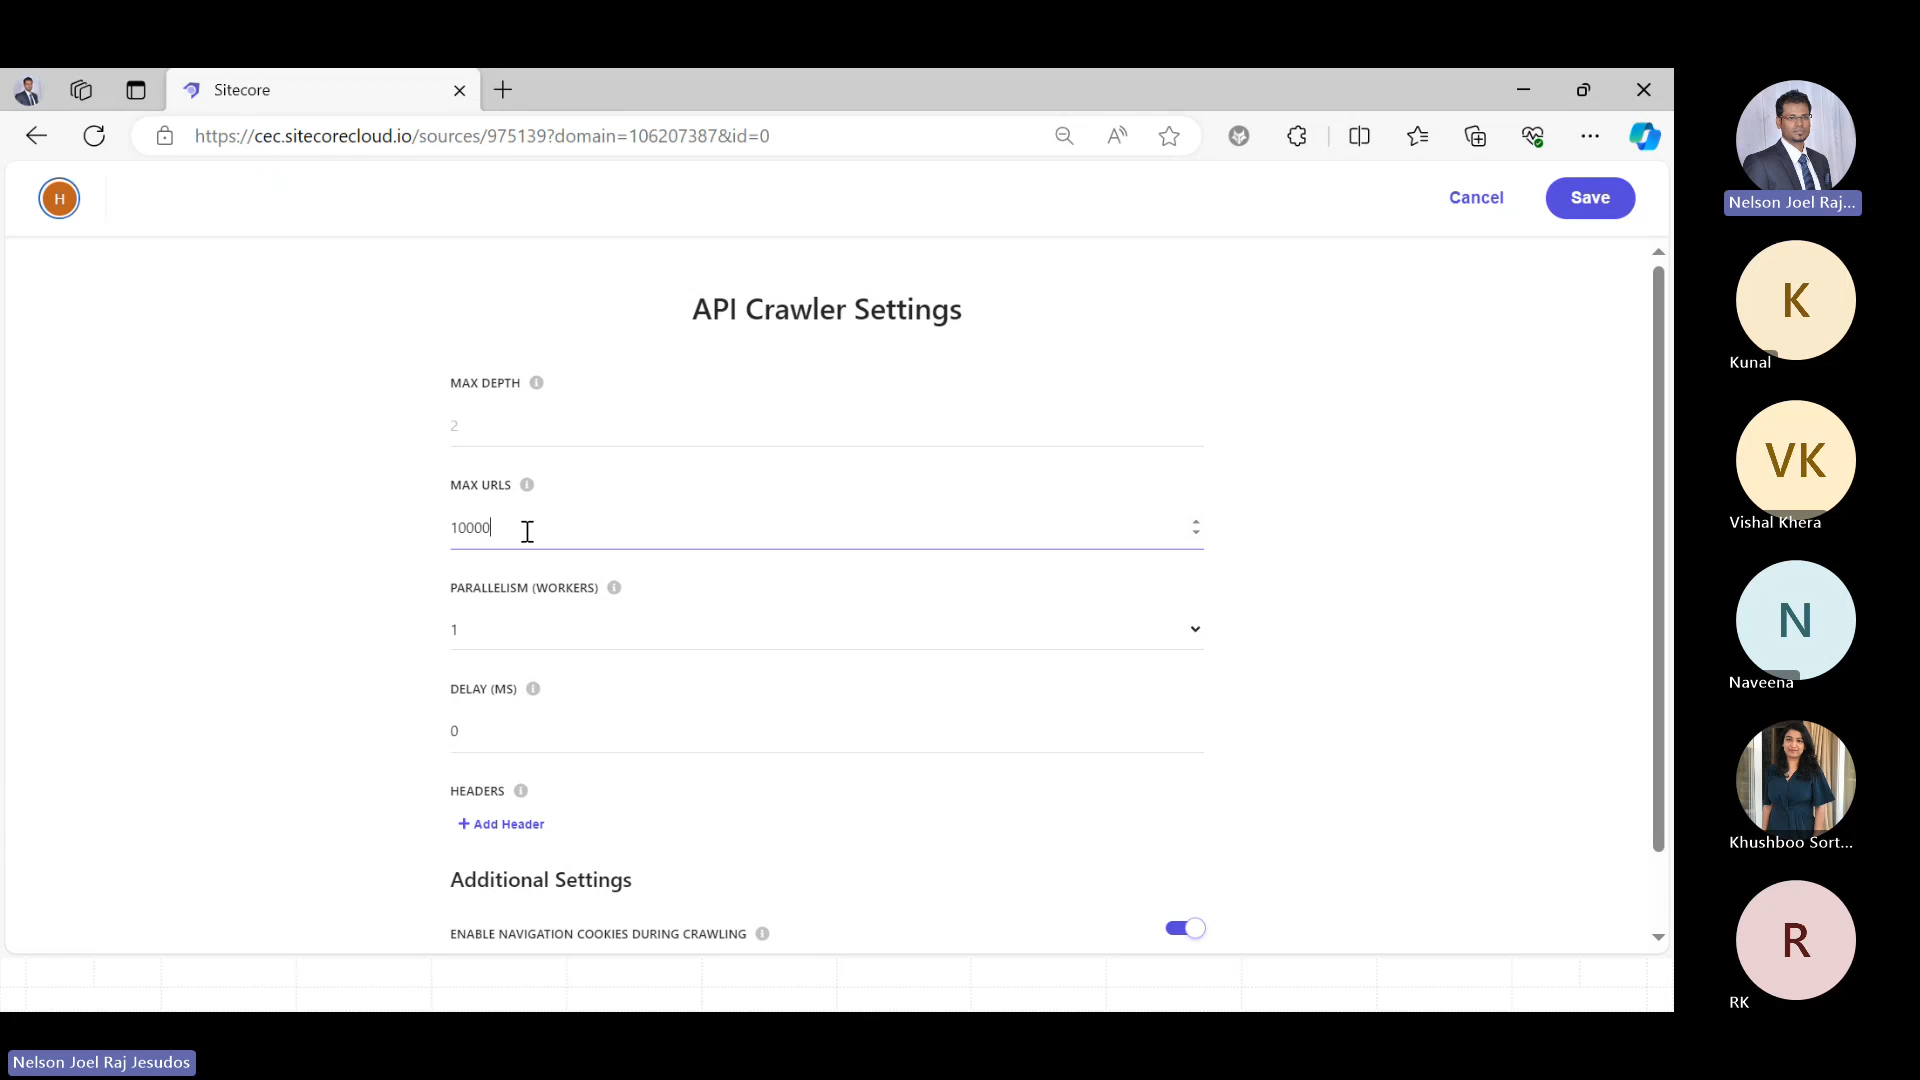 Sitecore
https://cec.sitecorecloud.io/sources/975139?domain=106207387&id=0
H
Cancel
Save
API Crawler Settings
MAX DEPTH
2
MAX URLS
10000
PARALLELISM (WORKERS)
1
DELAY (MS)
0
HEADERS
+ Add Header
Additional Settings
ENABLE NAVIGATION COOKIES DURING CRAWLING
Nelson Joel Raj...
K
Kunal
VK
Vishal Khera
N
Naveena
Khushboo Sort...
R
RK
Nelson Joel Raj Jesudos